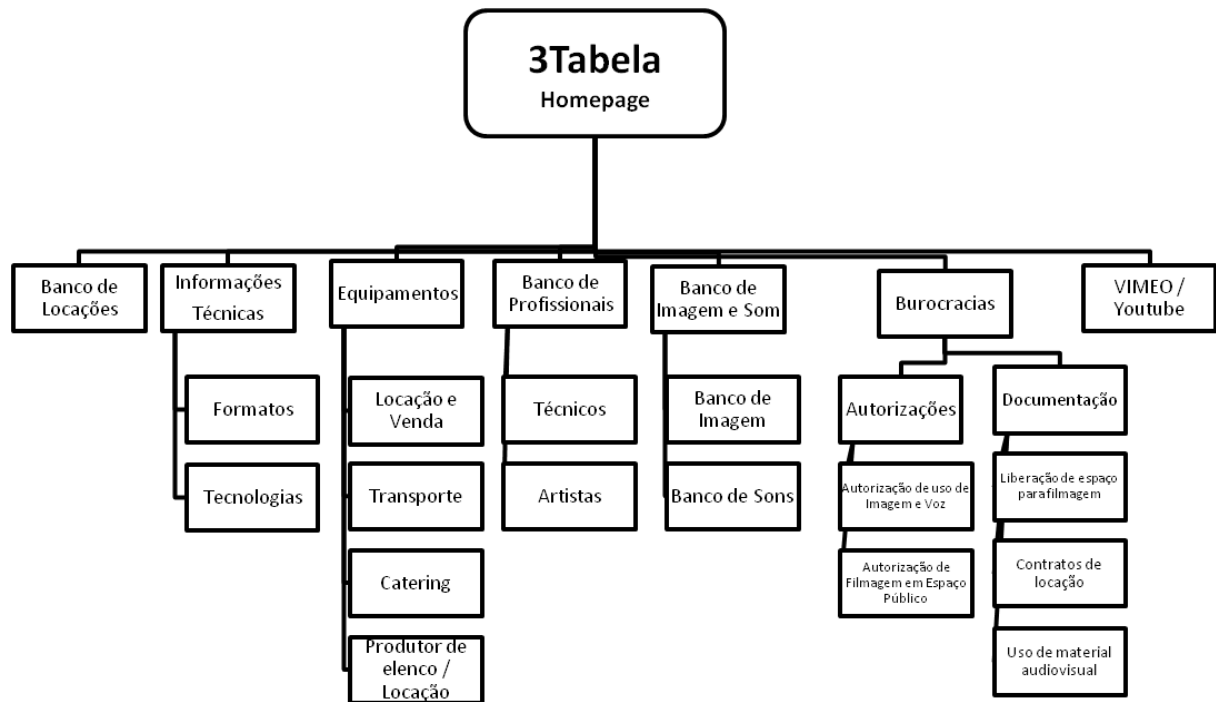 3Tabela
Homepage
Banco de
Locações
Informações
Técnicas
Equipamentos
Banco de
Profissionais
Banco de
Imagem e Som
Burocracias
VIMEO /
Youtube
Formatos
Tecnologias
Locação e
Venda
Transporte
Catering
Produtor de
elenco /
Locação
Técnicos
Artistas
Banco de
Imagem
Banco de Sons
Autorizações
Autorização de uso de
Imagem e Voz
Autorização de
Filmagem em Espaço
Público
Documentação
Liberação de espaço
para filmagem
Contratos de
locação
Uso de material
audiovisual